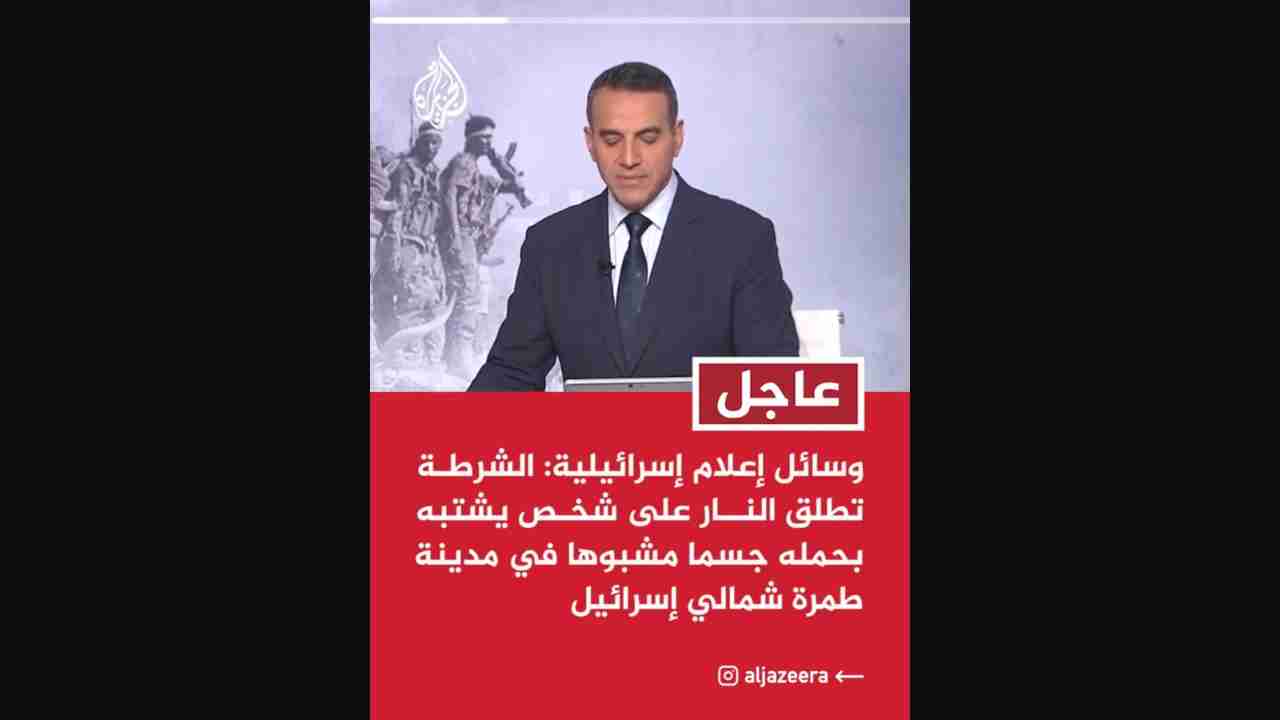 الجزيرة
عاجل
وسائل إعلام إسرائيلية: الشرطة
تطلق النار على شخص يشتبه
بحمله جسما مشبوها في مدينة
طمرة شمالي إسرائيل
aljazeera